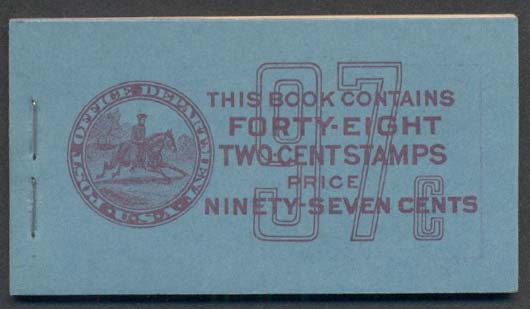 POST OFFICE DEPARTMENT
U.S.A.
97c
THIS BOOK CONTAINS
FORTY-EIGHT
TWO-CENT STAMPS
PRICE
NINETY-SEVEN CENTS